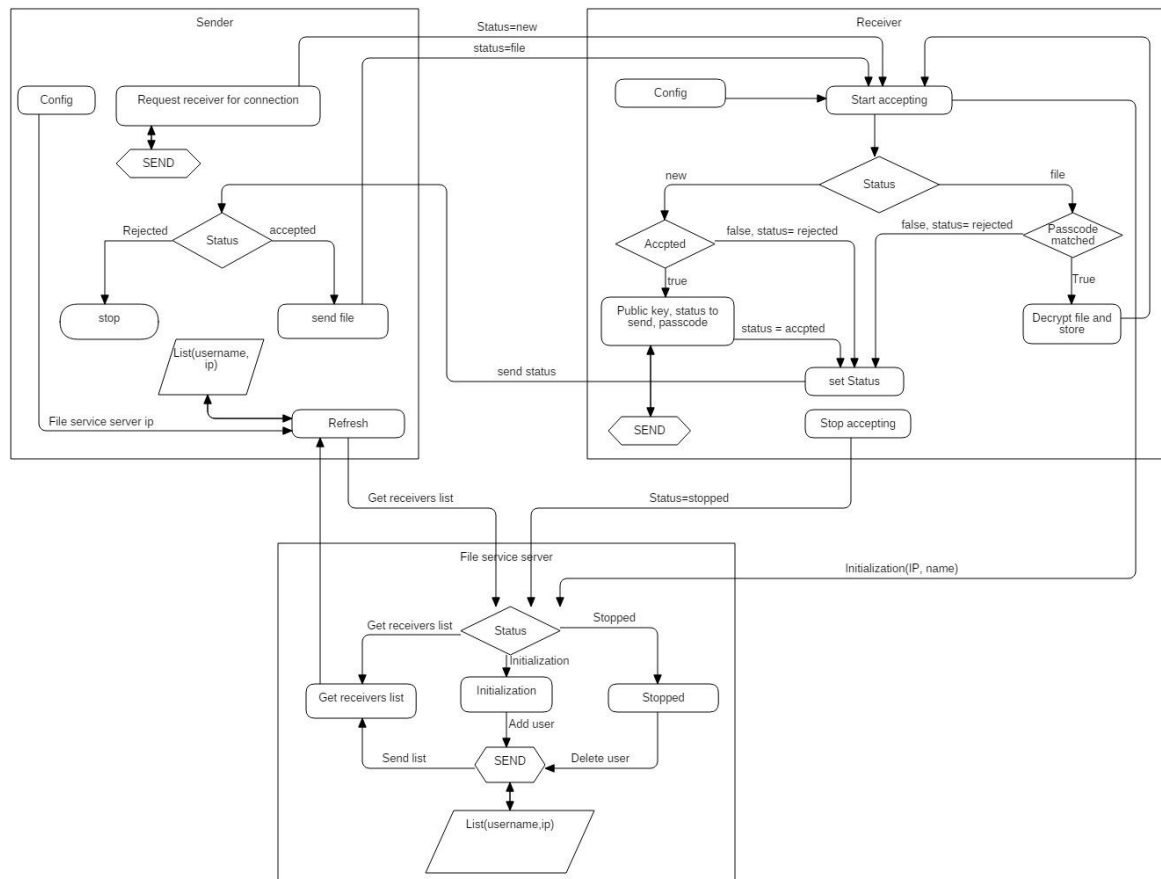 Sender
Receiver
Status=new
status=file
Config
Request receiver for connection
SEND
Config
Start accepting
new
Status
file
Rejected
Status
accepted
Accpted
false, status= rejected
false, status= rejected
Passcode
matched
true
True
stop
send file
Public key, status to
send, passcode
status = accpted
Decrypt file and
store
List(username,
ip)
send status
set Status
File service server ip
Refresh
SEND
Stop accepting
Get receivers list
Status=stopped
File service server
Initialization(IP, name)
Get receivers list
Status
Stopped
Initialization
Get receivers list
Initialization
Stopped
Add user
Send list
SEND
Delete user
List(username,ip)